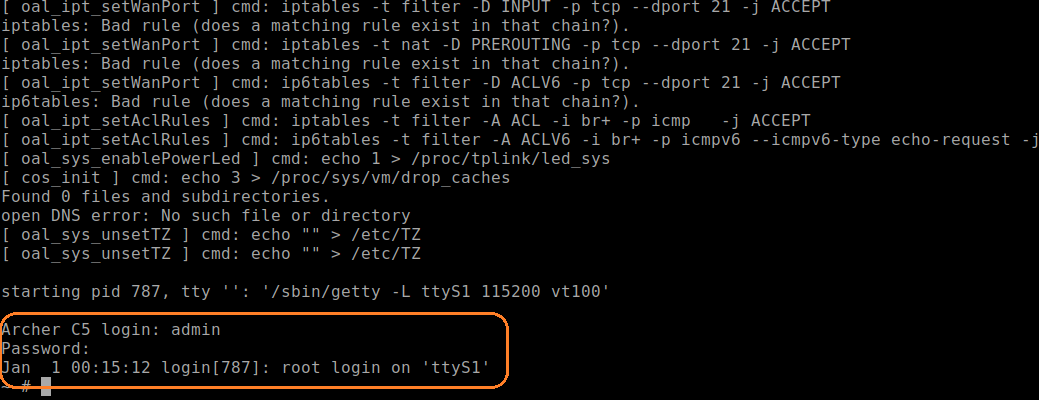 [ oal_ipt_setWanPort ] cmd: iptables -t filter -D INPUT -p tcp --dport 21 -j ACCEPT
iptables: Bad rule (does a matching rule exist in that chain?).
[ oal_ipt_setWanPort ] cmd: iptables -t nat -D PREROUTING -p tcp --dport 21 -j ACCEPT
iptables: Bad rule (does a matching rule exist in that chain?).
[ oal_ipt_setWanPort ] cmd: ip6tables -t filter -D ACLV6 -p tcp --dport 21 -j ACCEPT
ip6tables: Bad rule (does a matching rule exist in that chain?).
[ oal_ipt_setAclRules ] cmd: iptables -t filter -A ACL -i br+ -p icmp   -j ACCEPT
[ oal_ipt_setAclRules ] cmd: ip6tables -t filter -A ACLV6 -i br+ -p icmpv6 --icmpv6-type echo-request -j
[ oal_sys_enablePowerLed ] cmd: echo 1 > /proc/tplink/led_sys
[ cos_init ] cmd: echo 3 > /proc/sys/vm/drop_caches
Found 0 files and subdirectories.
open DNS error: No such file or directory
[ oal_sys_unsetTZ ] cmd: echo "" > /etc/TZ
[ oal_sys_unsetTZ ] cmd: echo "" > /etc/TZ
starting pid 787, tty '': '/sbin/getty -L ttyS1 115200 vt100'
Archer C5 login: admin
Password:
Jan  1 00:15:12 login[787]: root login on 'ttyS1'
~ #